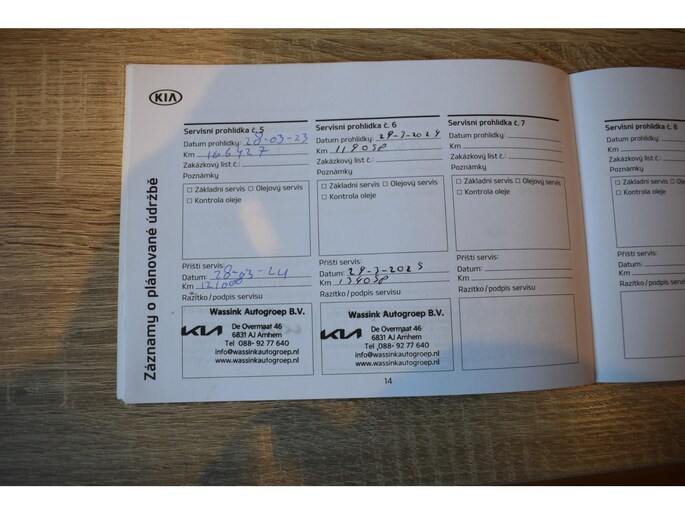 KIA
Záznamy o plánované údržbě
Servisní prohlídka č. 5
Datum prohlídky: 28-03-23
Km
Zakázkový list č.:
Poznámky
Základní servis Olejový servis
Kontrola oleje
Příští servis:
Datum: 28-03-24
Km 121000
Razítko/podpis servisu
Wassink Autogroep B.V.
KIA
De Overmaat 46
6831 AJ Arnhem
Tel 088- 92 77 640
info@wassinkautogroep.nl
www.wassinkautogroep.nl
Servisní prohlídka č. 6
Datum prohlídky: 29-3-2024
Km 119058
Zakázkový list č.:
Poznámky
Základní servis Olejový servis
Kontrola oleje
Příští servis:
Datum: 29-3-2025
Km 134058
Razítko/podpis servisu
Wassink Autogroep B.V.
KIA
De Overmaat 46
6831 AJ Arnhem
Tel .088- 92 77 640
info@wassinkautogroep.nl
www.wassinkautogroep.nl
Servisní prohlídka č. 7
Datum prohlídky:
Km
Zakázkový list č.:
Poznámky
Základní servis Olejový servis
Kontrola oleje
Příští servis:
Datum:
Km
Razítko/podpis servisu
Servisní prohlídka č. 8
Datum prohlídky:
Km
Zakázkový list č.:
Poznámky
Základní servis
Kontrola oleje
Příští servis:
Datum:
Km
Razítko/podpis
14